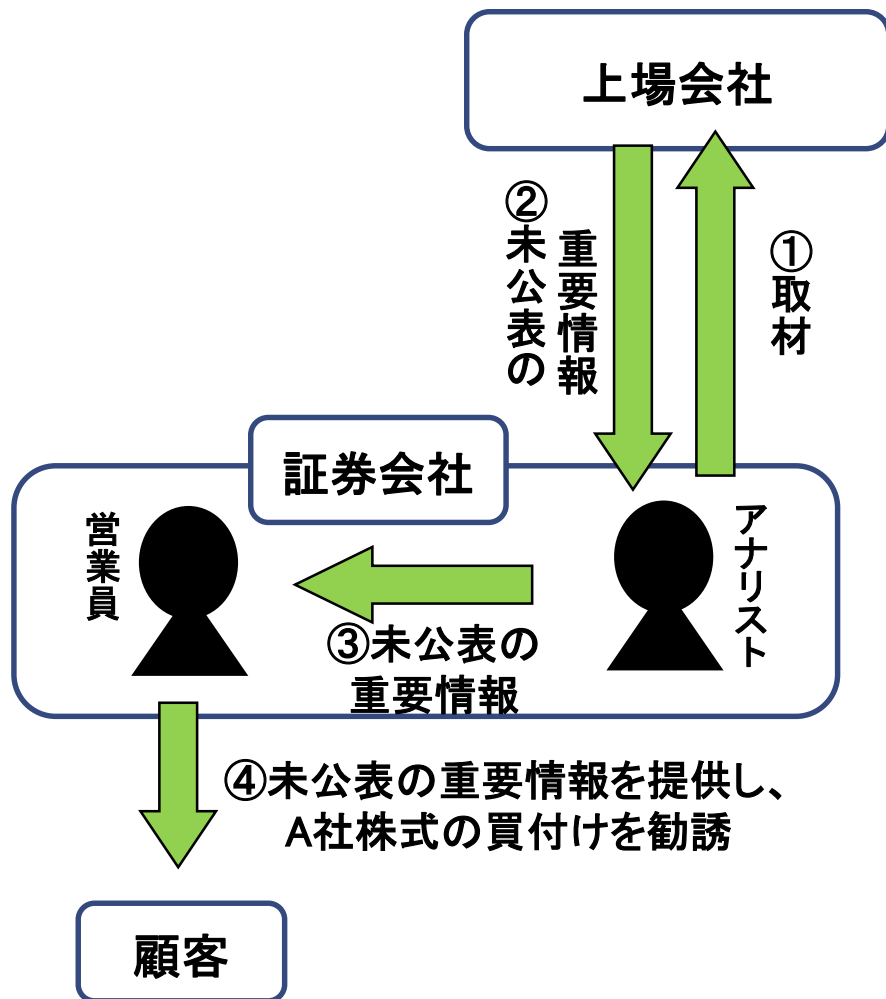 上場会社
①取材
②未公表の
重要情報
証券会社
アナリスト
営業員
③未公表の
重要情報
④未公表の重要情報を提供し、
A社株式の買付けを勧誘
顧客